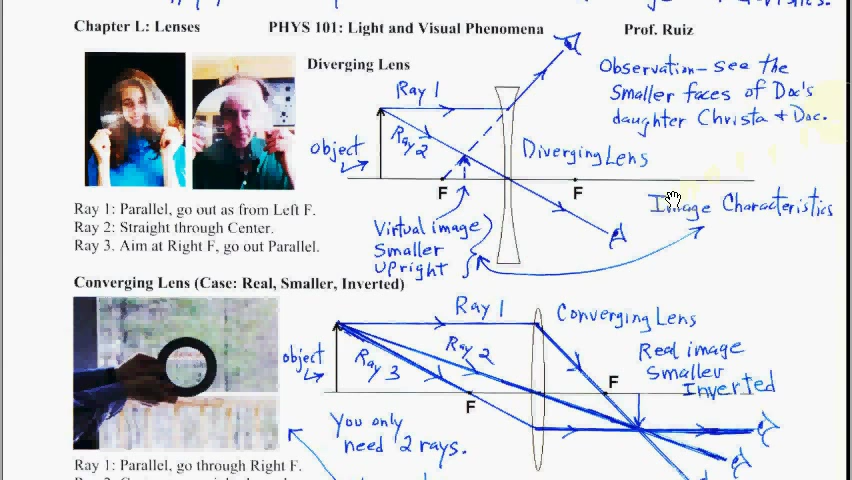 Chapter L: Lenses
PHYS 101: Light and Visual Phenomena
Prof. Ruiz
Diverging Lens
Ray 1
Observation – see the
Smaller faces of Doc's
daughter Christa + Doc.
object
Ray 2
Diverging Lens
F
F
Image Characteristics
Ray 1: Parallel, go out as from Left F.
Ray 2: Straight through Center.
Ray 3. Aim at Right F, go out Parallel.
Virtual image
Smaller
upright
Converging Lens (Case: Real, Smaller, Inverted)
Ray 1
Converging Lens
object
Ray 2
Ray 3
Real image
Smaller
Inverted
F
F
You only
need 2 rays.
Ray 1: Parallel, go through Right F.